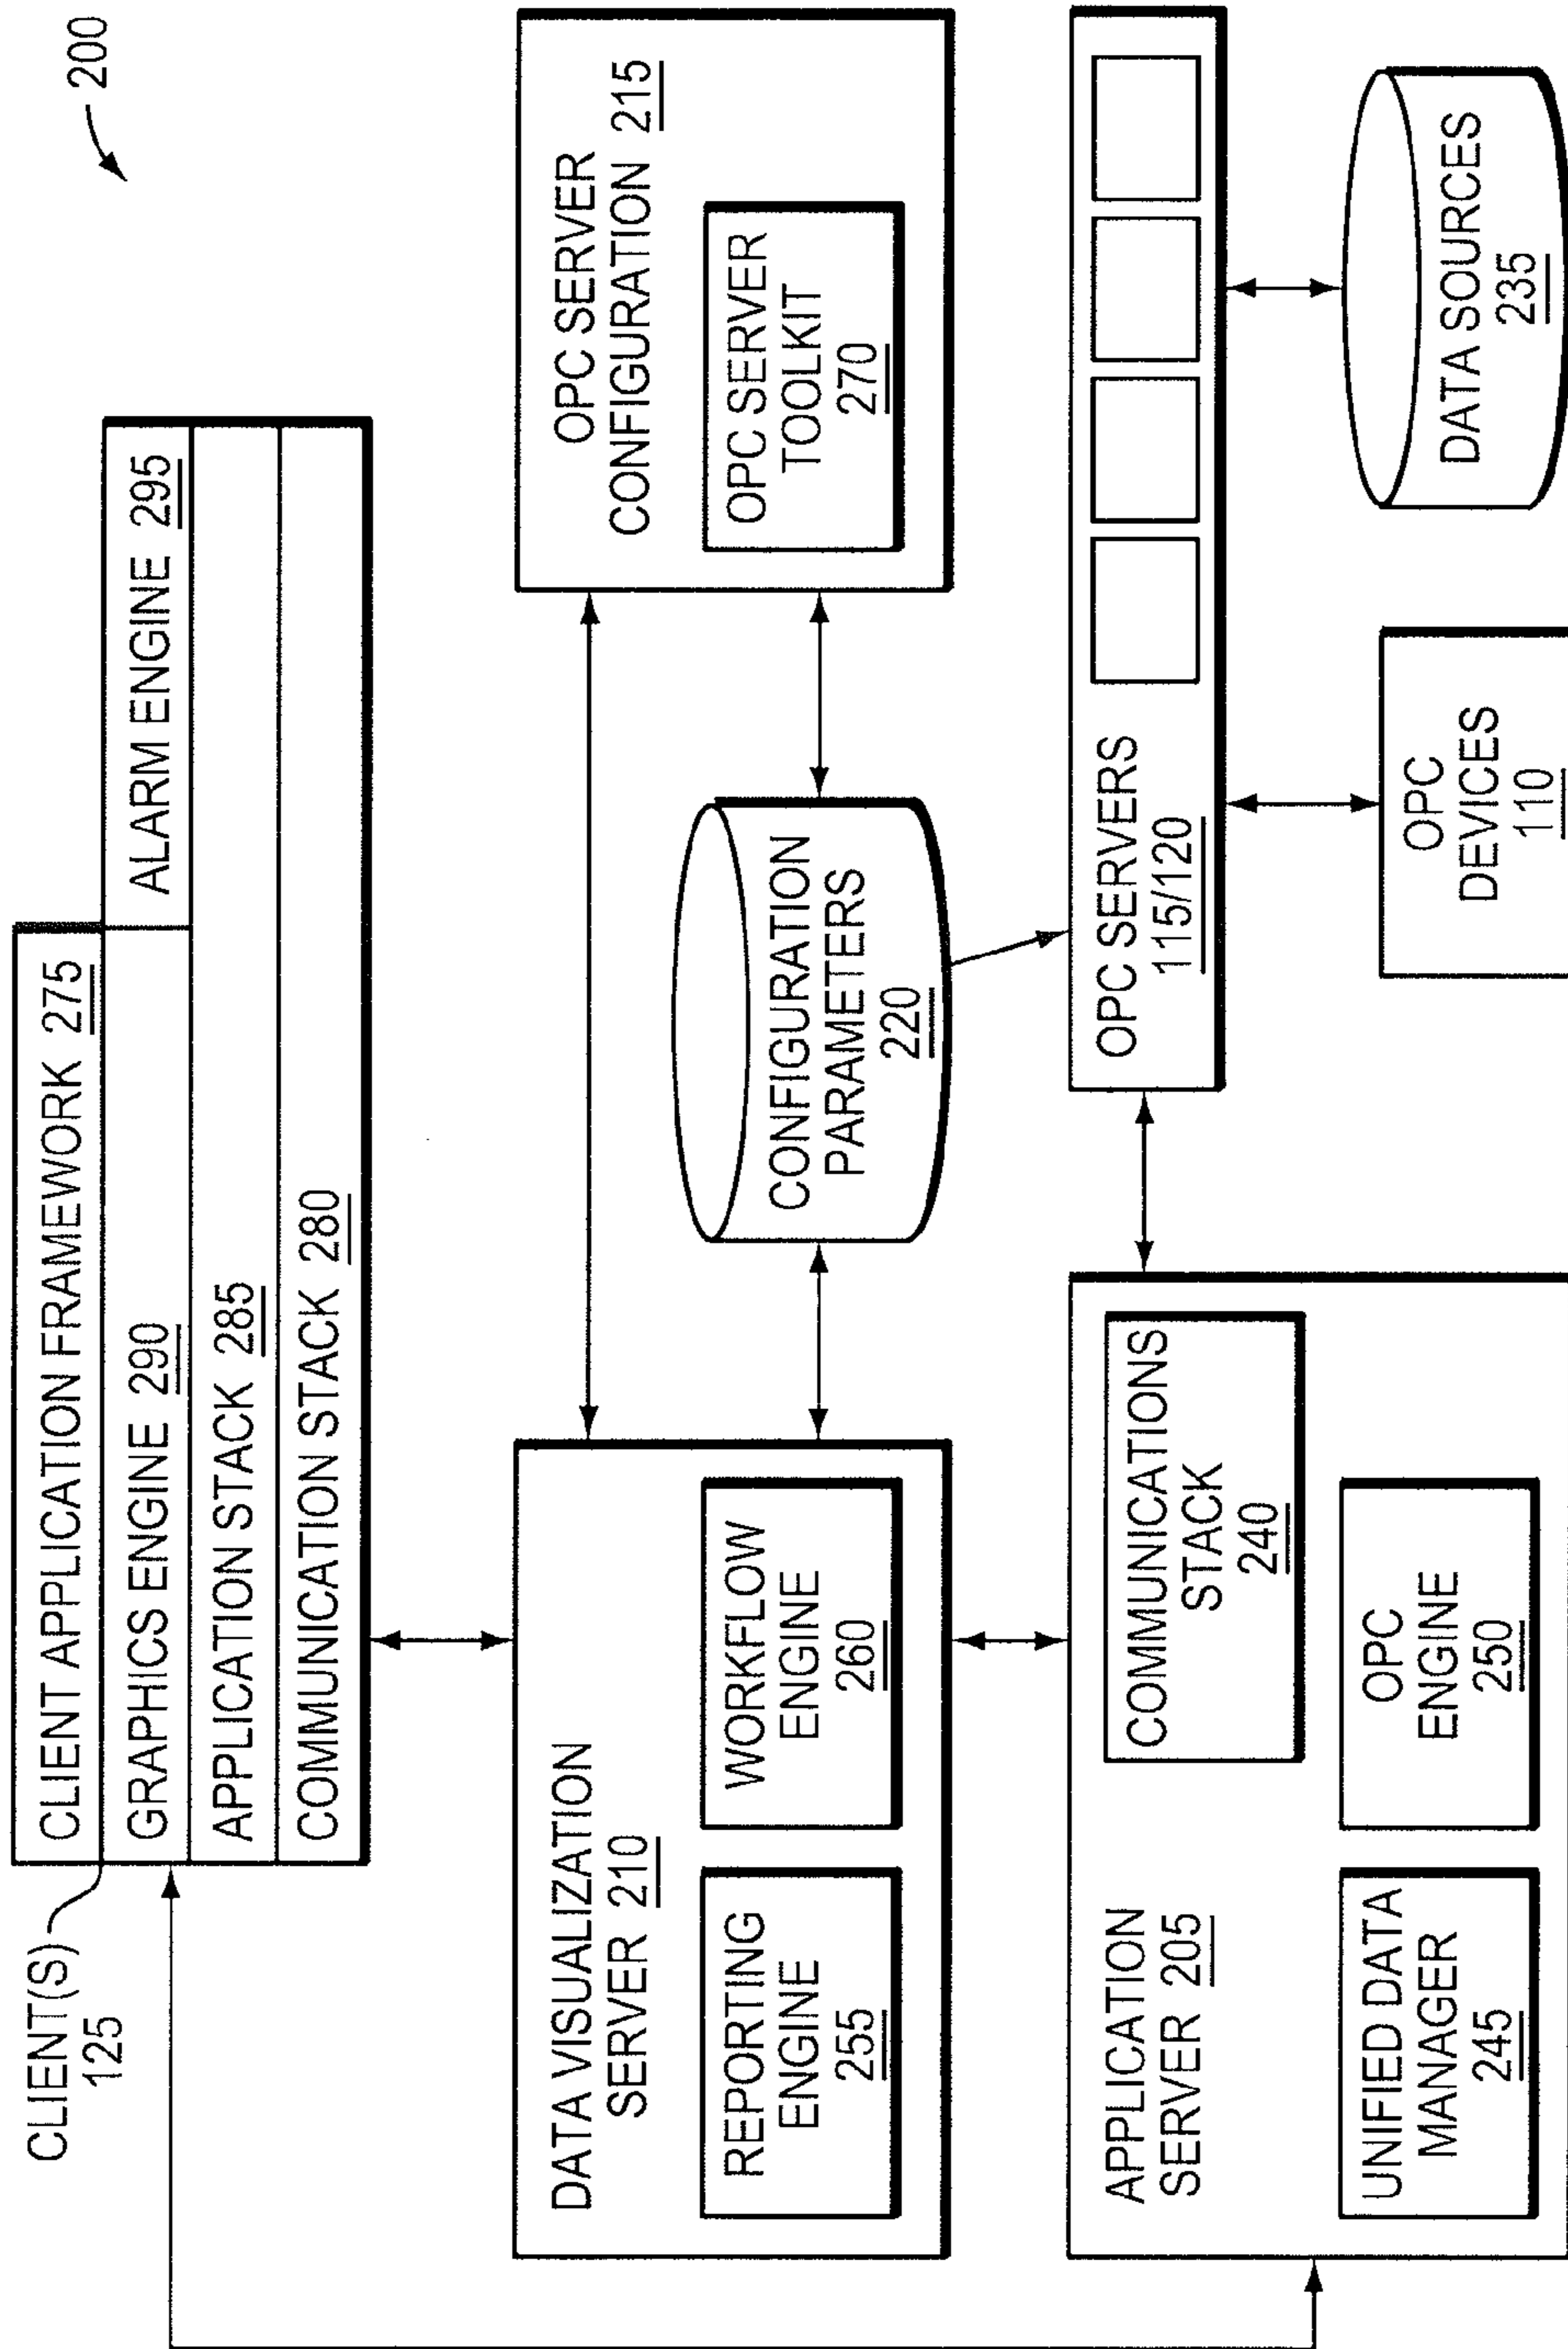 200
CLIENT(S)
125
CLIENT APPLICATION FRAMEWORK 275
GRAPHICS ENGINE 290
ALARM ENGINE 295
APPLICATION STACK 285
COMMUNICATION STACK 280
DATA VISUALIZATION
SERVER 210
REPORTING
ENGINE
255
WORKFLOW
ENGINE
260
CONFIGURATION
PARAMETERS
220
OPC SERVER
CONFIGURATION 215
OPC SERVER
TOOLKIT
270
APPLICATION
SERVER 205
COMMUNICATIONS
STACK
240
UNIFIED DATA
MANAGER
245
OPC
ENGINE
250
OPC SERVERS
115/120
OPC
DEVICES
110
DATA SOURCES
235